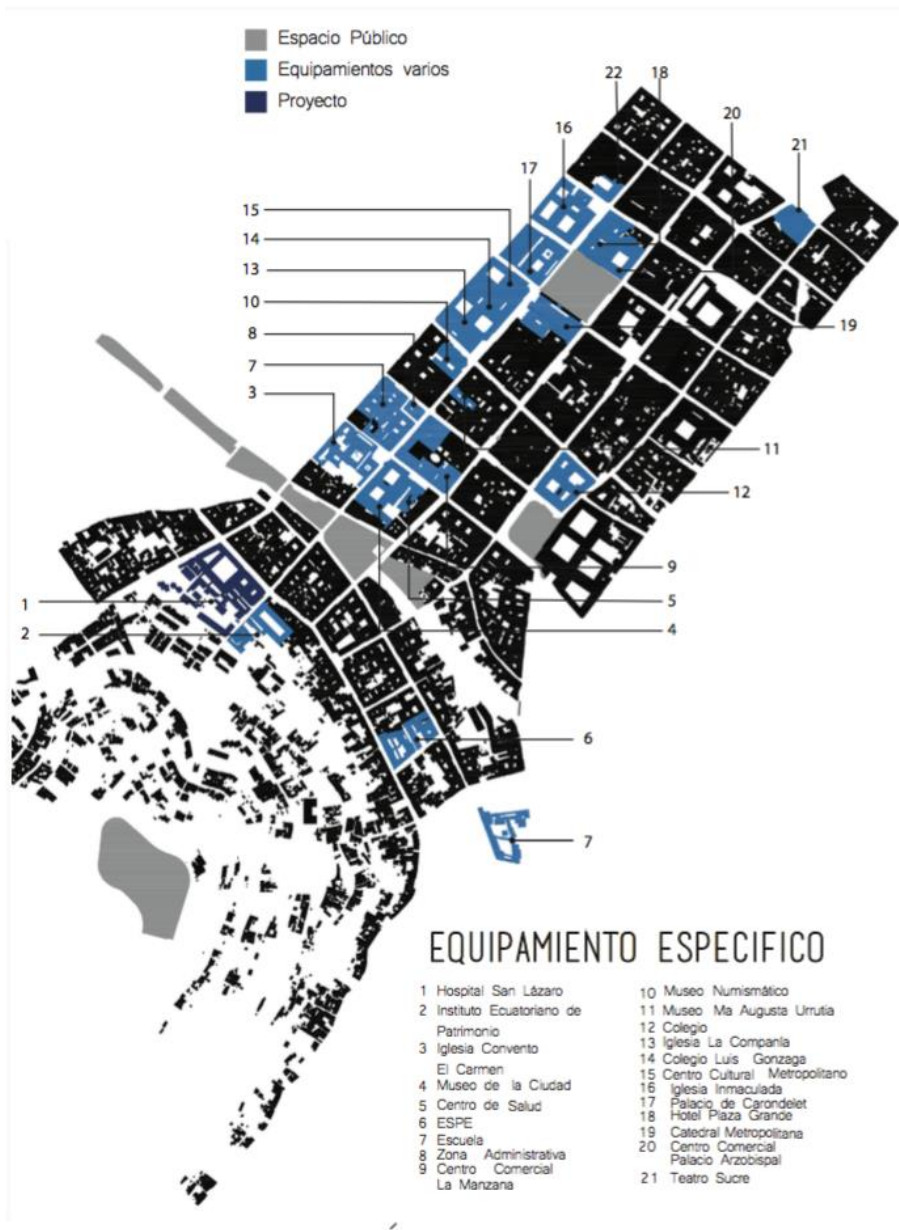 Espacio Público
Equipamientos varios
Proyecto
22
18
20
21
16
17
15
14
13
10
8
7
3
19
11
12
9
5
4
1
2
6
7
EQUIPAMIENTO ESPECIFICO
1 Hospital San Lázaro
2 Instituto Ecuatoriano de
Patrimonio
3 Iglesia Convento
El Carmen
4 Museo de la Ciudad
5 Centro de Salud
6 ESPE
7 Escuela
8 Zona Administrativa
9 Centro Comercial
La Manzana
10 Museo Numismático
11 Museo Ma Augusta Urrutia
12 Colegio
13 Iglesia La Compania
14 Colegio Luis Gonzaga
15 Centro Cultural Metropolitano
16 Iglesia Inmaculada
17 Palacio de Carondelet
18 Hotel Plaza Grande
19 Catedral Metropolitana
20 Centro Comercial
Palacio Arzobispal
21 Teatro Sucre